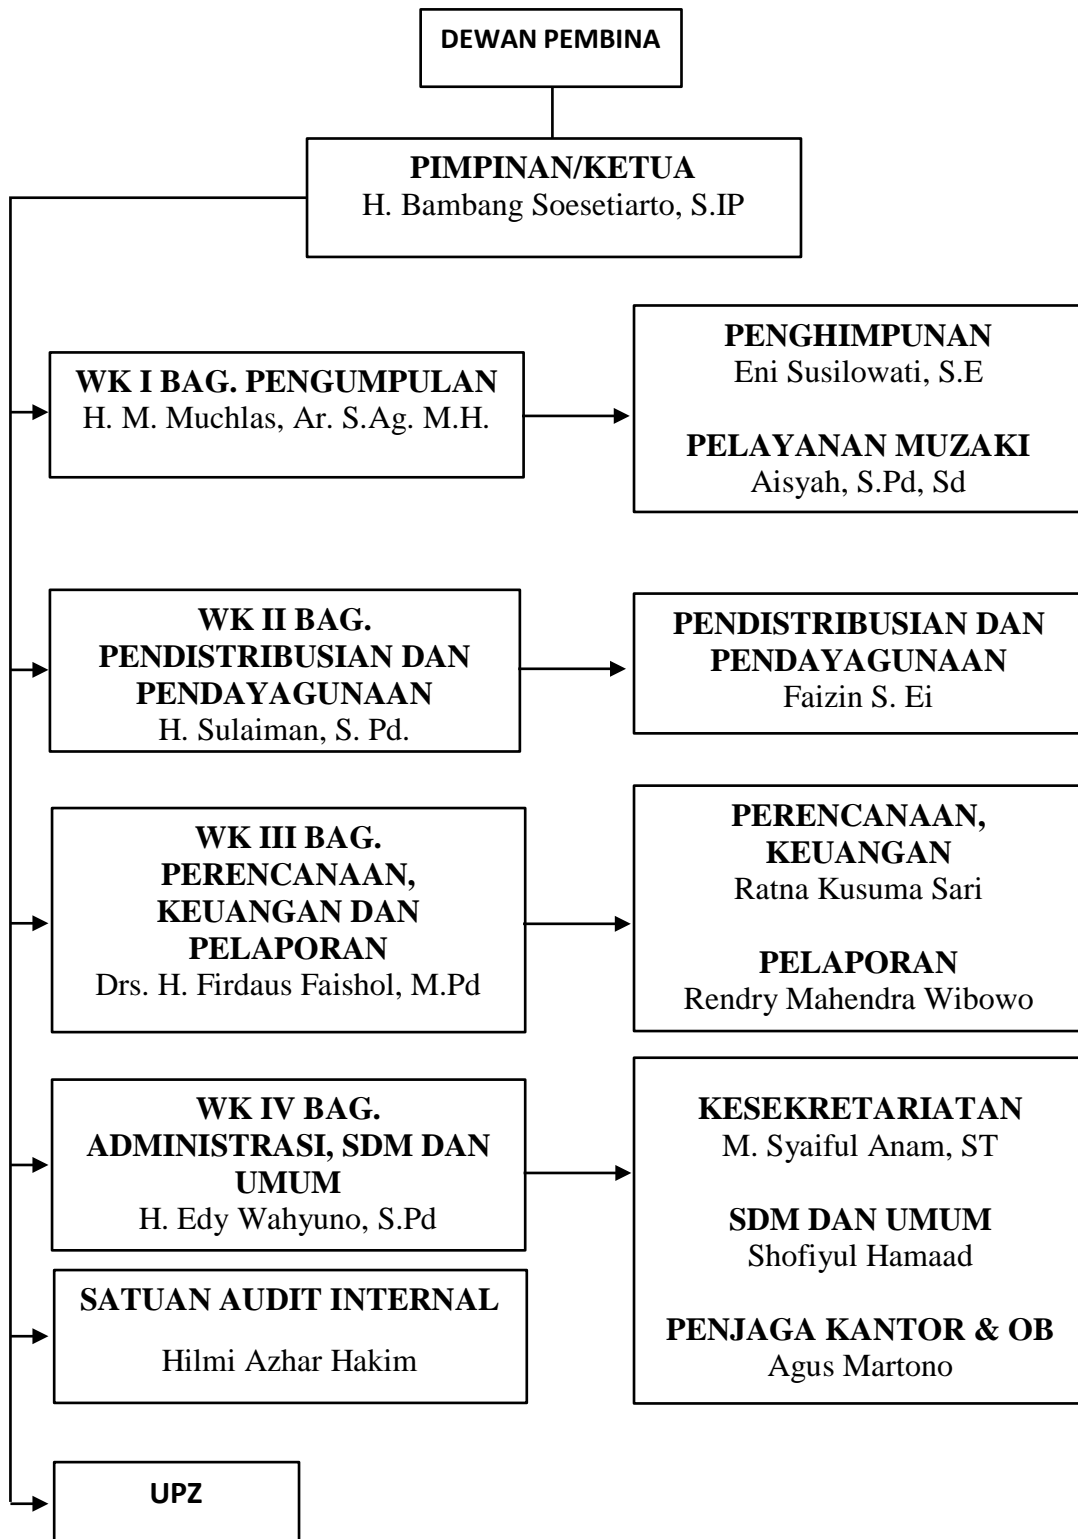 DEWAN PEMBINA
PIMPINAN/KETUA
H. Bambang Soesetiarto, S.IP
WK I BAG. PENGUMPULAN
H. M. Muchlas, Ar. S.Ag. M.H.
PENGHIMPUNAN
Eni Susilowati, S.E
PELAYANAN MUZAKI
Aisyah, S.Pd, Sd
WK II BAG.
PENDISTRIBUSIAN DAN
PENDAYAGUNAAN
H. Sulaiman, S. Pd.
PENDISTRIBUSIAN DAN
PENDAYAGUNAAN
Faizin S. Ei
WK III BAG.
PERENCANAAN,
KEUANGAN DAN
PELAPORAN
Drs. H. Firdaus Faishol, M.Pd
PERENCANAAN,
KEUANGAN
Ratna Kusuma Sari
PELAPORAN
Rendry Mahendra Wibowo
WK IV BAG.
ADMINISTRASI, SDM DAN
UMUM
H. Edy Wahyuno, S.Pd
KESEKRETARIATAN
M. Syaiful Anam, ST
SDM DAN UMUM
Shofiyul Hamaad
PENJAGA KANTOR & OB
Agus Martono
SATUAN AUDIT INTERNAL
Hilmi Azhar Hakim
UPZ